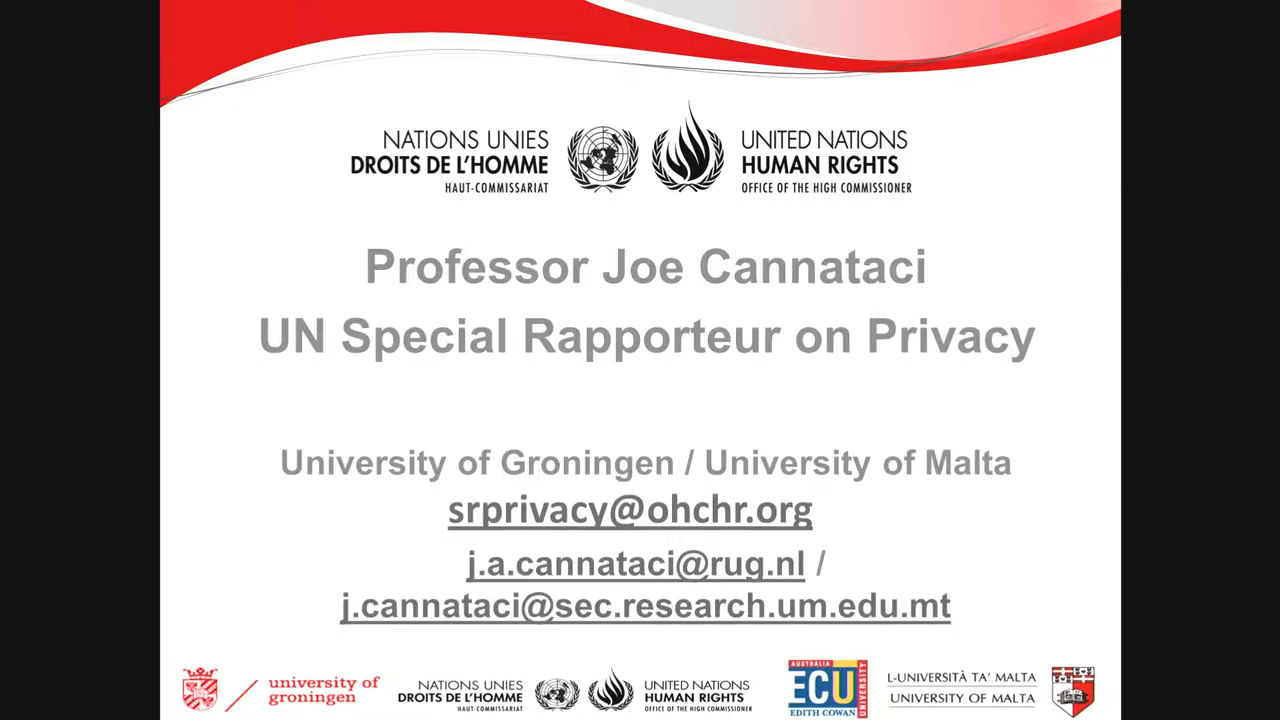 NATIONS UNIES
DROITS DE L'HOMME
HAUT-COMMISSARIAT
UNITED NATIONS
HUMAN RIGHTS
OFFICE OF THE HIGH COMMISSIONER
Professor Joe Cannataci
UN Special Rapporteur on Privacy
University of Groningen / University of Malta
srprivacy@ohchr.org
j.a.cannataci@rug.nl /
j.cannataci@sec.research.um.edu.mt
university of
groningen
NATIONS UNIES
DROITS DE L'HOMME
HAUT-COMMISSARIAT
UNITED NATIONS
HUMAN RIGHTS
OFFICE OF THE HIGH COMMISSIONER
AUSTRALIA
ECU
EDITH COWAN
UNIVERSITY
L-UNIVERSITÀ TA' MALTA
UNIVERSITY OF MALTA